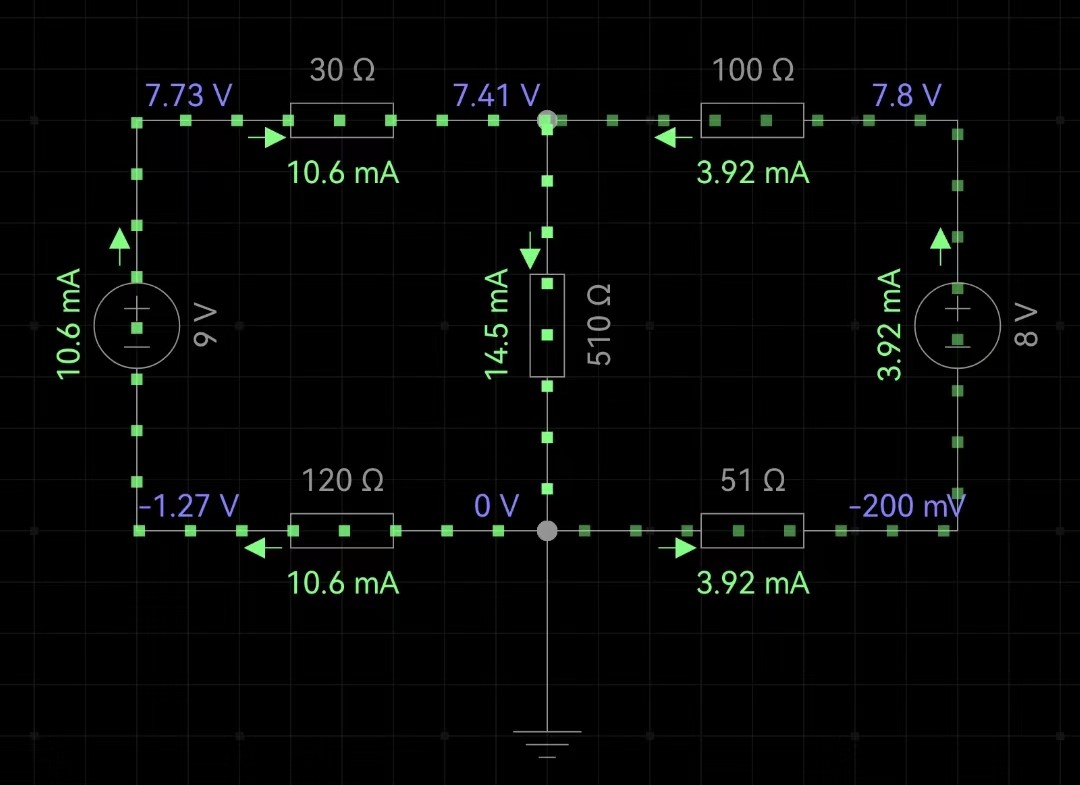 30 Ω
100 Ω
7.73 V
7.41 V
7.8 V
10.6 mA
3.92 mA
10.6 mA
9 V
14.5 mA
510 Ω
3.92 mA
8 V
120 Ω
51 Ω
−1.27 V
0 V
−200 mV
10.6 mA
3.92 mA